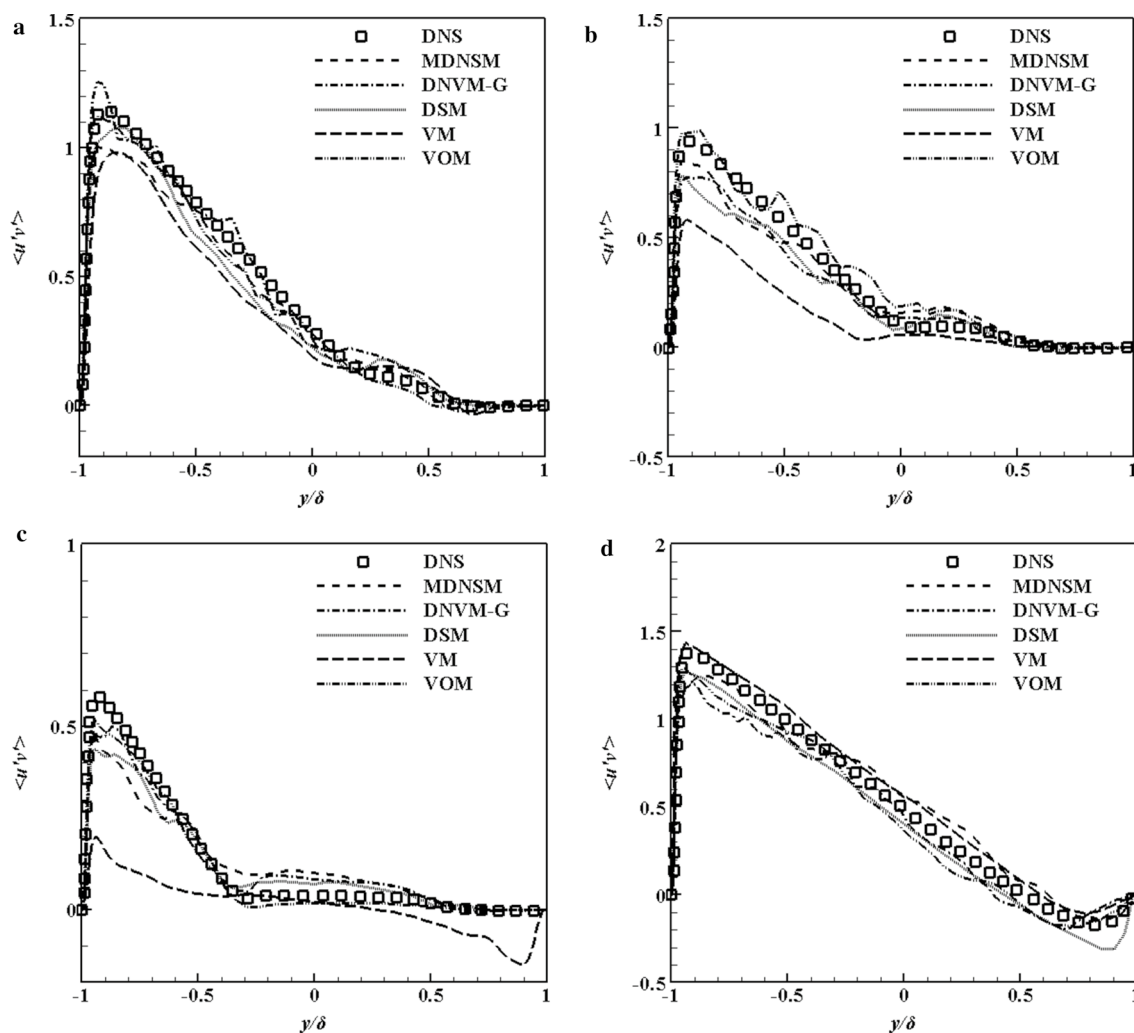 a
1.5
1
0.5
0
-1
-0.5
0
0.5
1
<u'v'>
y/δ
DNS
MDNSM
DNVM-G
DSM
VM
VOM
b
1.5
1
0.5
0
-0.5
-1
-0.5
0
0.5
1
<u'v'>
y/δ
DNS
MDNSM
DNVM-G
DSM
VM
VOM
c
1
0.5
0
-1
-0.5
0
0.5
1
<u'v'>
y/δ
DNS
MDNSM
DNVM-G
DSM
VM
VOM
d
2
1.5
1
0.5
0
-0.5
-1
-0.5
0
0.5
1
<u'v'>
y/δ
DNS
MDNSM
DNVM-G
DSM
VM
VOM